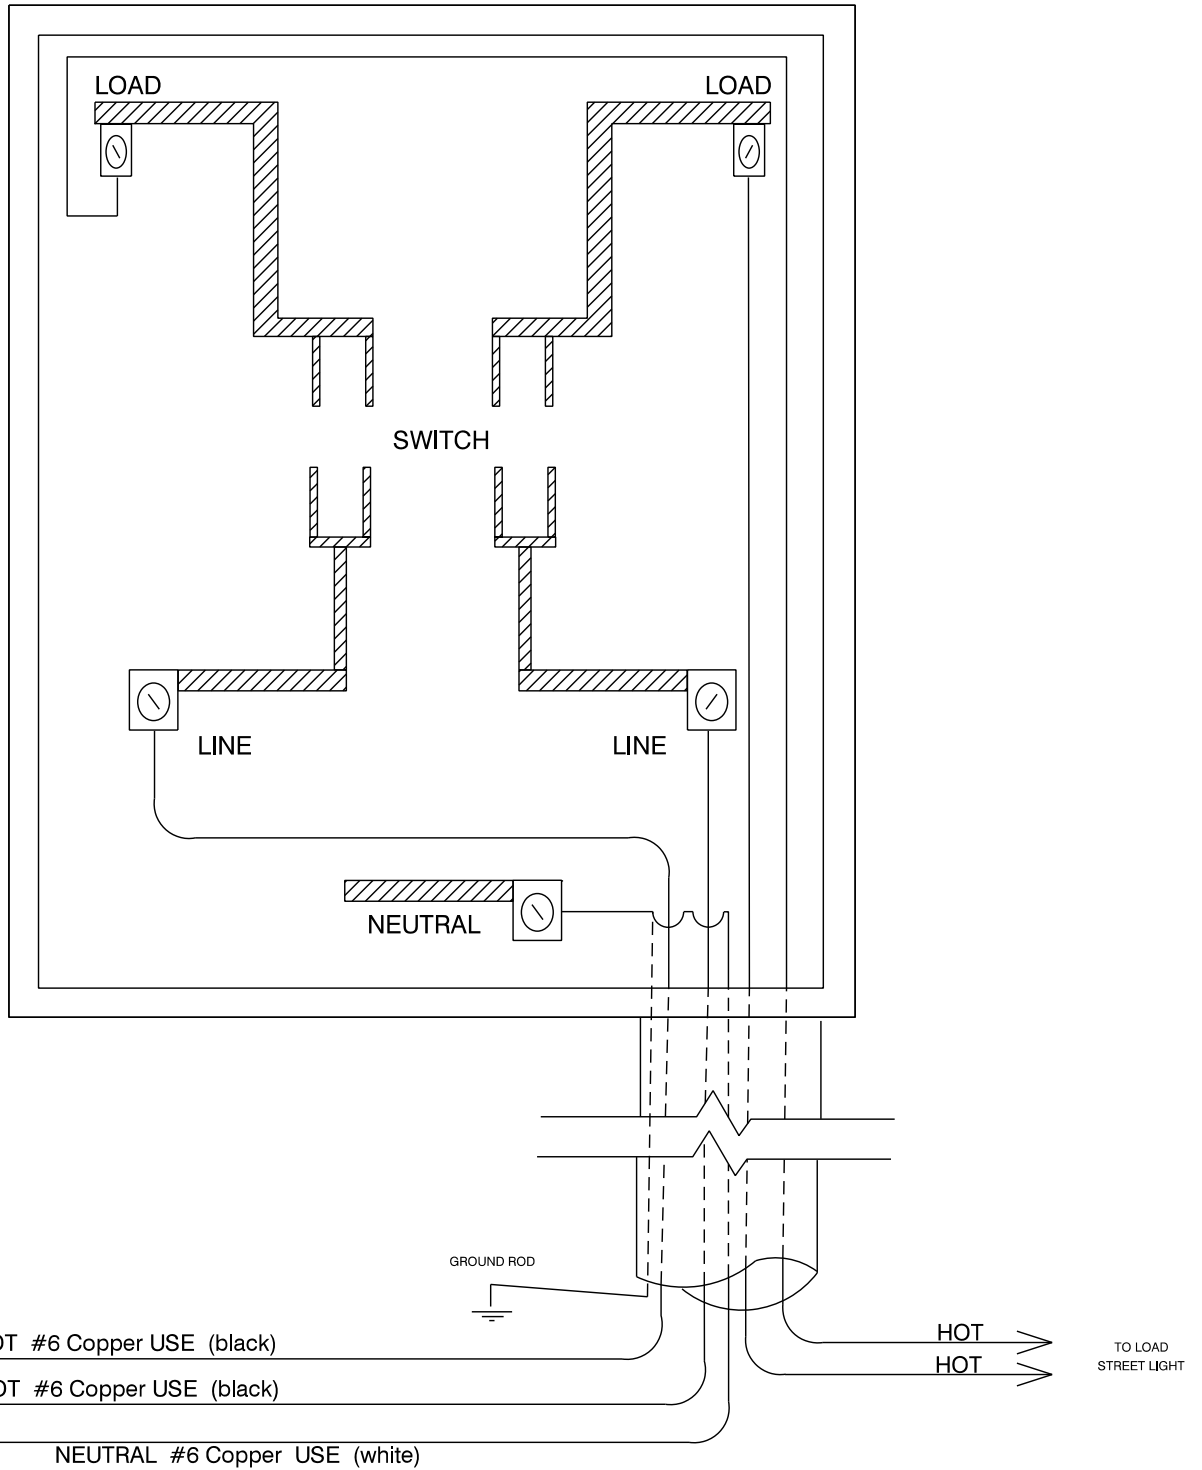 LOAD LOAD
SWITCH
LINE LINE
NEUTRAL
GROUND ROD
#6 Copper USE (black)
HOT
TO LOAD
STREET LIGHT
HOT
#6 Copper USE (black)
NEUTRAL #6 Copper USE (white)